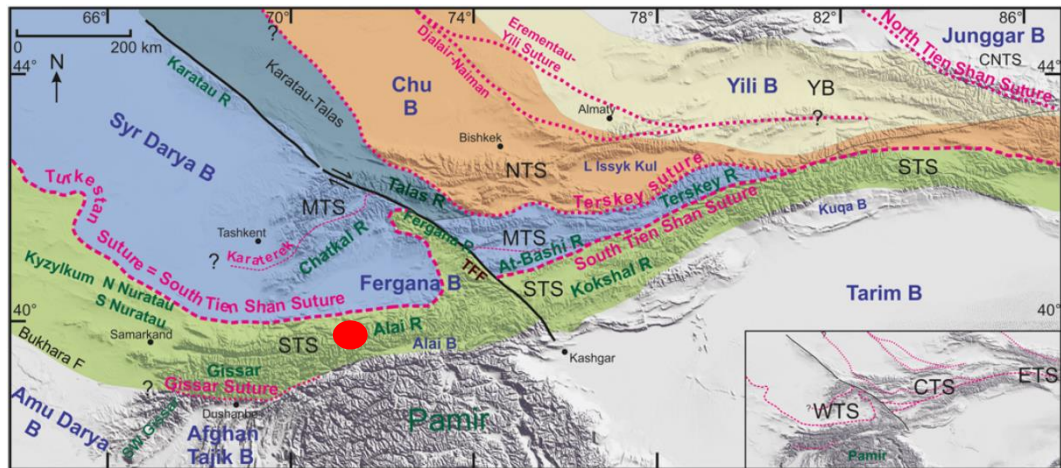 66°
70°
74°
78°
82°
86°
0
200 km
N
44°
44°
40°
40°
?
Karatau R
Karatau-Talas
Chu
B
Djalair-Naiman
Erementau-
Yili Suture
Almaty
Bishkek
Yili B
YB
?
North Tien Shan Suture
Junggar B
CNTS
Syr Darya B
Talas R
NTS
L Issyk Kul
Terskey suture
Terskey R
STS
Kuqa B
Turkestan Suture = South Tien Shan Suture
MTS
Tashkent
?
Karaterek
Chatkal R
Fergana R
Fergana B
TFF
MTS
At-Bashi R
South Tien Shan Suture
STS
Kokshal R
Tarim B
Kyzylkum
N Nuratau
S Nuratau
Samarkand
Bukhara F
STS
Alai R
Alai B
Kashgar
Gissar
?
Gissar Suture
Dushanbe
SW Gissar
Amu Darya
B
Afghan
Tajik B
Pamir
?
WTS
CTS
ETS
Pamir